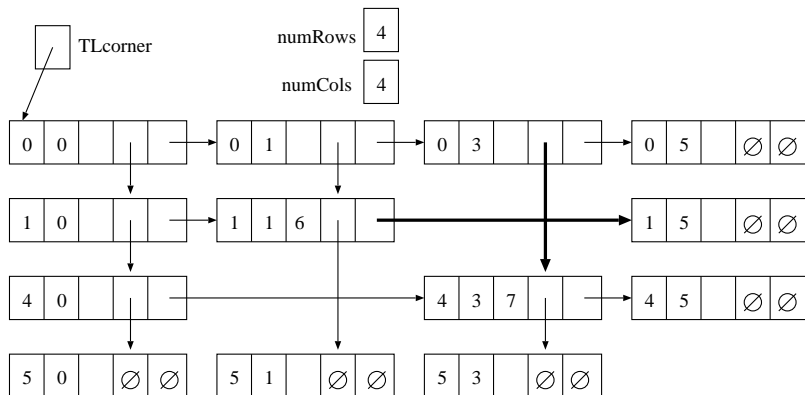 numRows 4
TLcorner
numCols 4
0 0 0 1 0 3 0 5 ∅ ∅
1 0 1 1 6 1 5 ∅ ∅
4 0 4 3 7 4 5 ∅ ∅
5 0 ∅ ∅ 5 1 ∅ ∅ 5 3 ∅ ∅